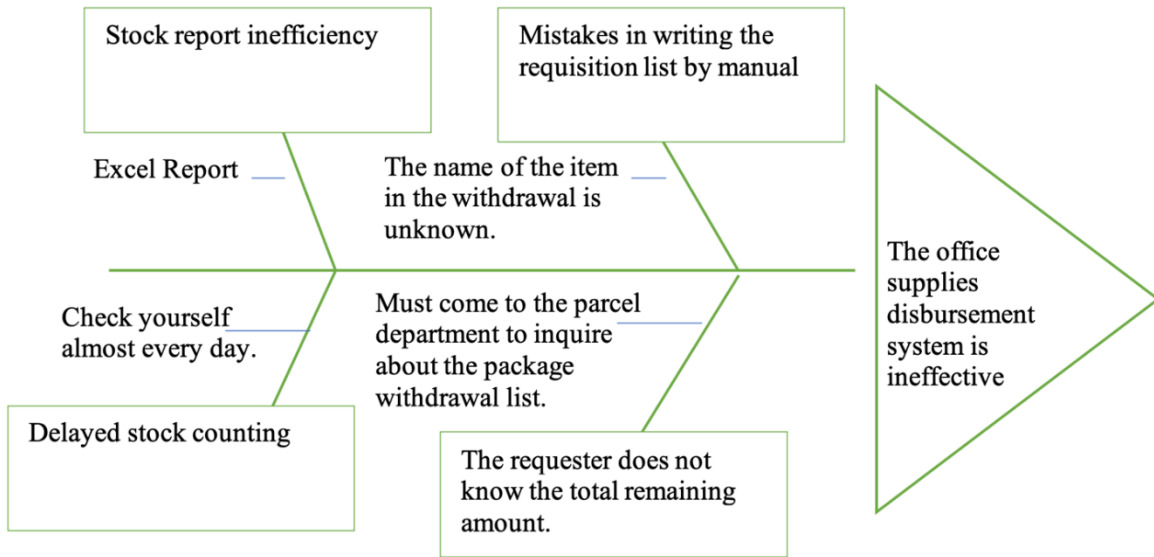 Stock report inefficiency
Mistakes in writing the
requisition list by manual
Excel Report
The name of the item
in the withdrawal is
unknown.
The office
supplies
disbursement
system is
ineffective
Check yourself
almost every day.
Must come to the parcel
department to inquire
about the package
withdrawal list.
Delayed stock counting
The requester does not
know the total remaining
amount.